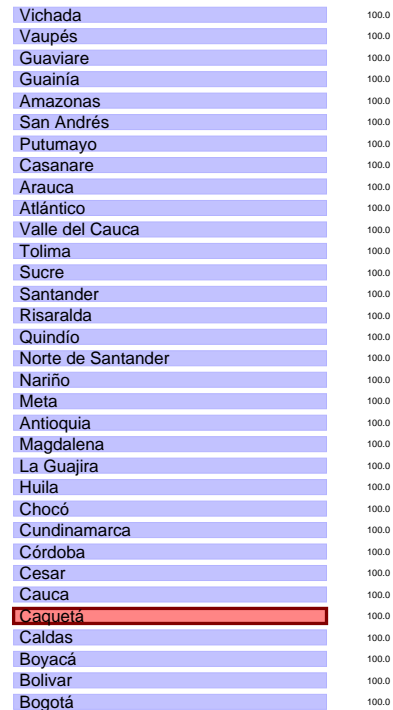 Vichada 100.0
Vaupés 100.0
Guaviare 100.0
Guainía 100.0
Amazonas 100.0
San Andrés 100.0
Putumayo 100.0
Casanare 100.0
Arauca 100.0
Atlántico 100.0
Valle del Cauca 100.0
Tolima 100.0
Sucre 100.0
Santander 100.0
Risaralda 100.0
Quindío 100.0
Norte de Santander 100.0
Nariño 100.0
Meta 100.0
Antioquia 100.0
Magdalena 100.0
La Guajira 100.0
Huila 100.0
Chocó 100.0
Cundinamarca 100.0
Córdoba 100.0
Cesar 100.0
Cauca 100.0
Caquetá 100.0
Caldas 100.0
Boyacá 100.0
Bolivar 100.0
Bogotá 100.0